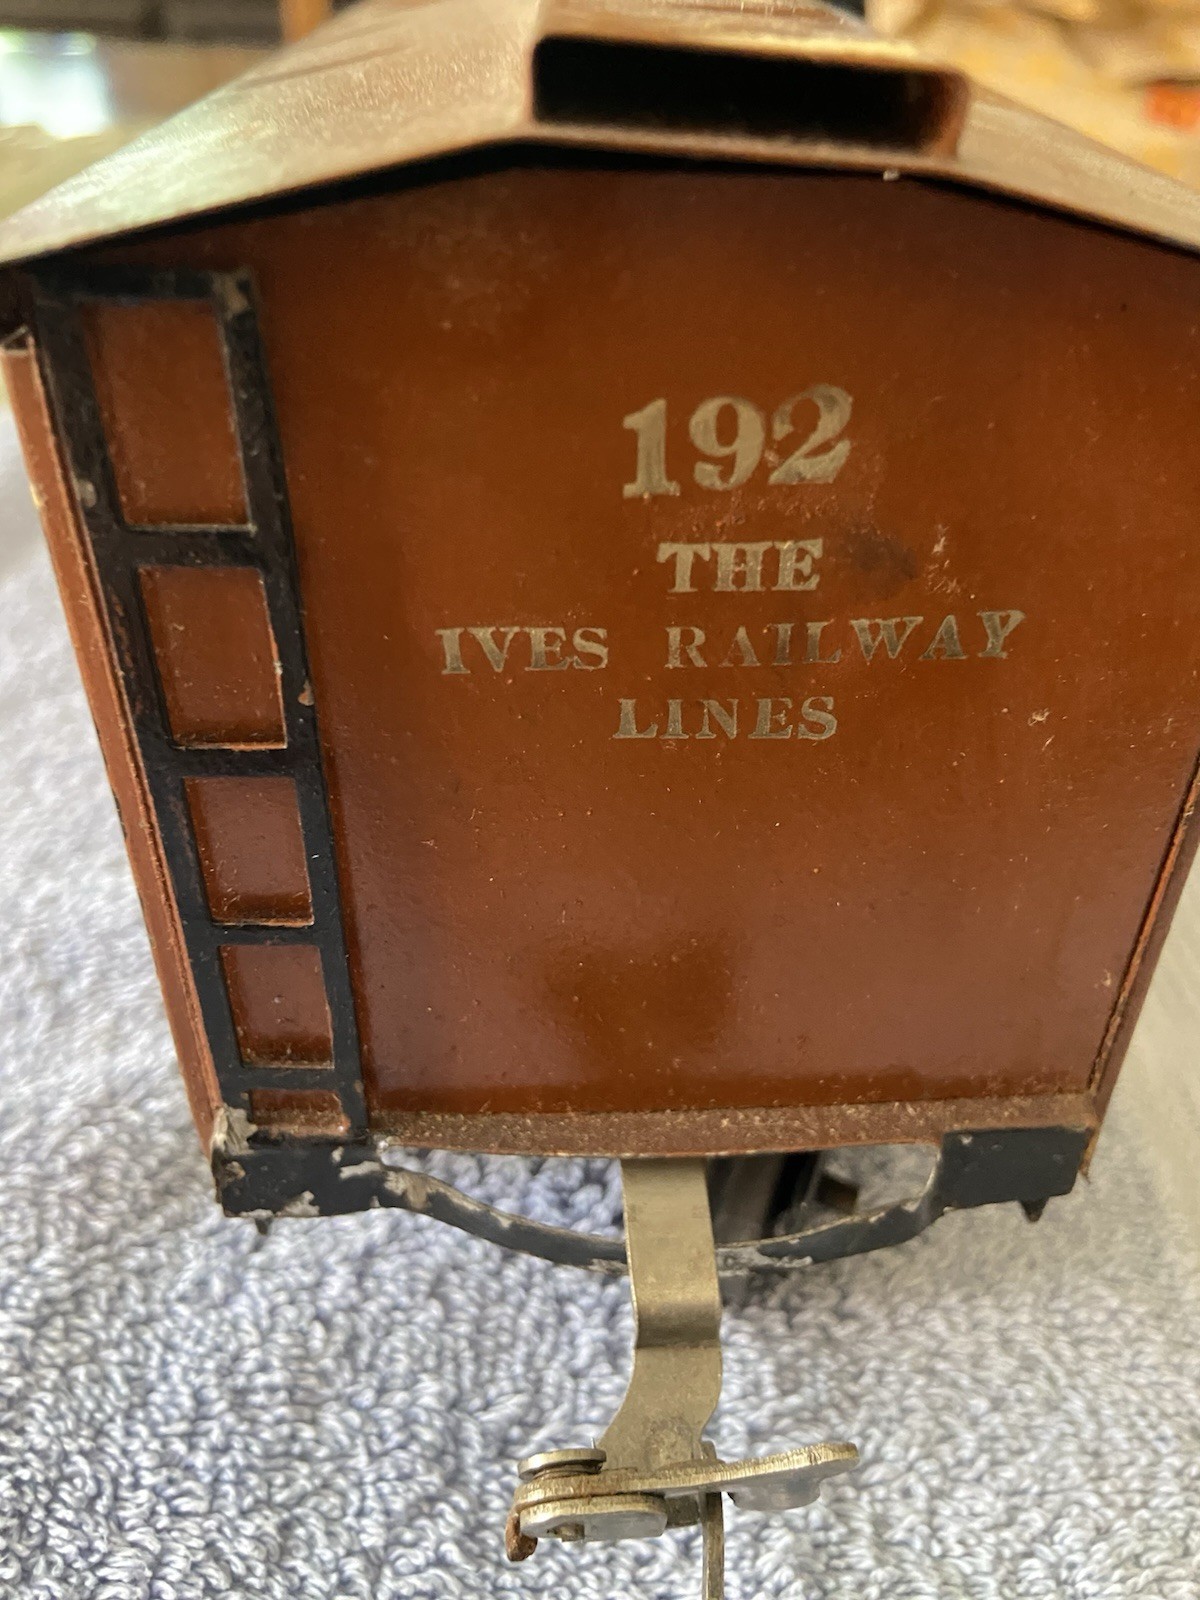 192
THE
IVES RAILWAY
LINES